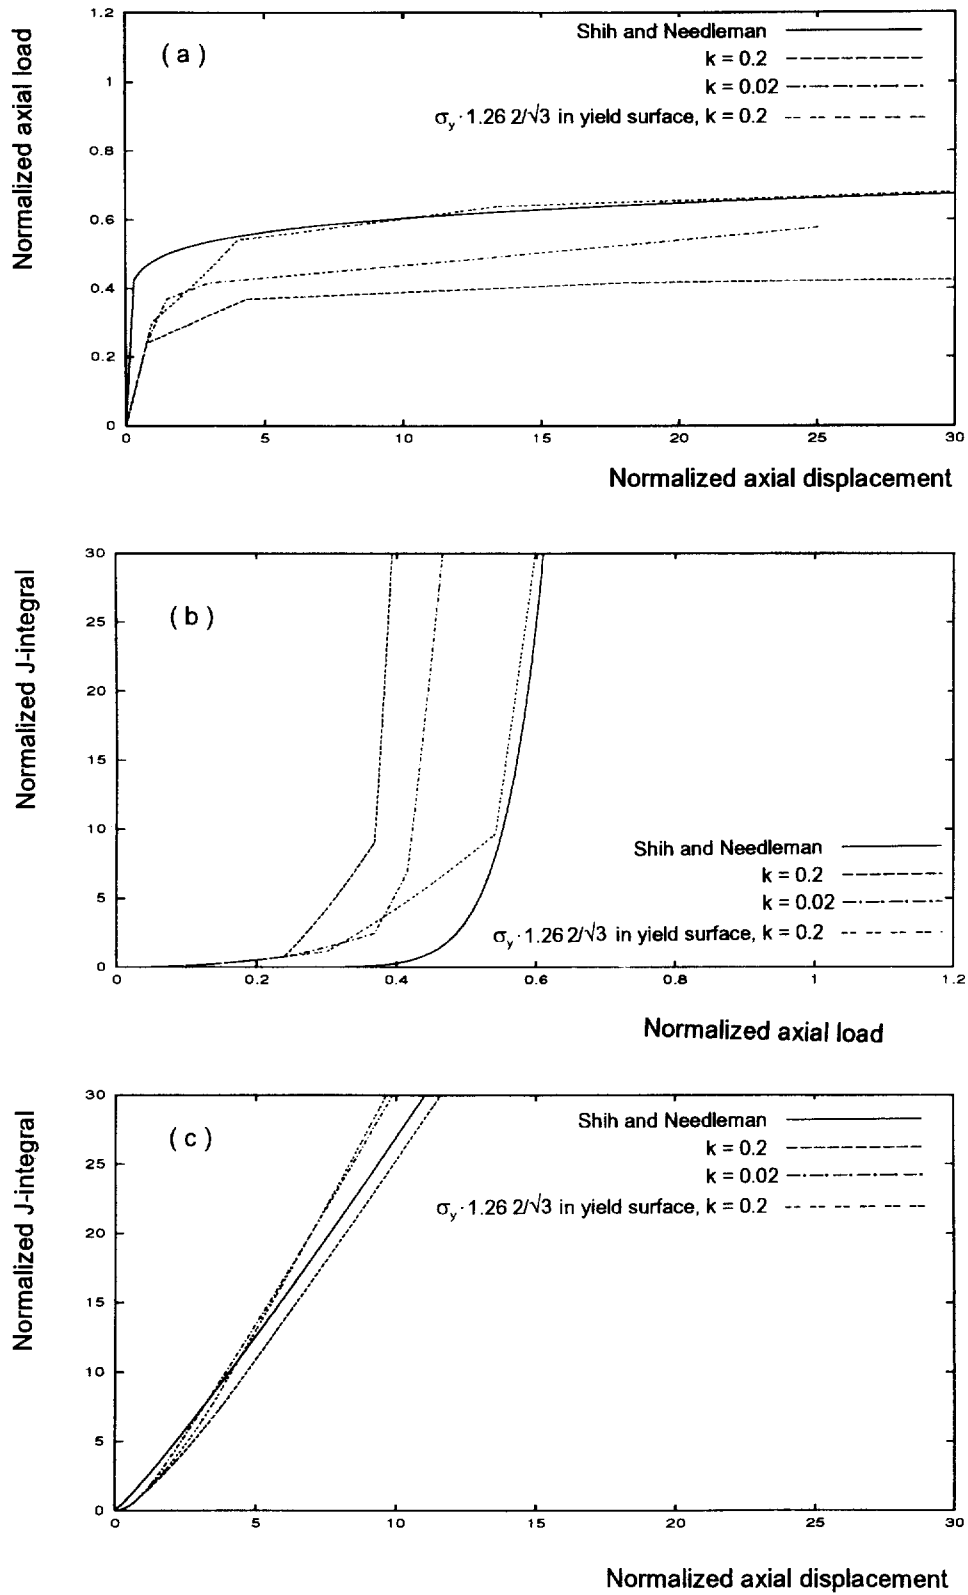 Normalized axial load
1.2
1
0.8
0.6
0.4
0.2
0
( a )
Shih and Needleman
k = 0.2
k = 0.02
σy · 1.26 2/√3 in yield surface, k = 0.2
0 5 10 15 20 25 30
Normalized axial displacement
Normalized J-integral
30
25
20
15
10
5
0
( b )
Shih and Needleman
k = 0.2
k = 0.02
σy · 1.26 2/√3 in yield surface, k = 0.2
0 0.2 0.4 0.6 0.8 1 1.2
Normalized axial load
Normalized J-integral
30
25
20
15
10
5
0
( c )
Shih and Needleman
k = 0.2
k = 0.02
σy · 1.26 2/√3 in yield surface, k = 0.2
0 5 10 15 20 25 30
Normalized axial displacement